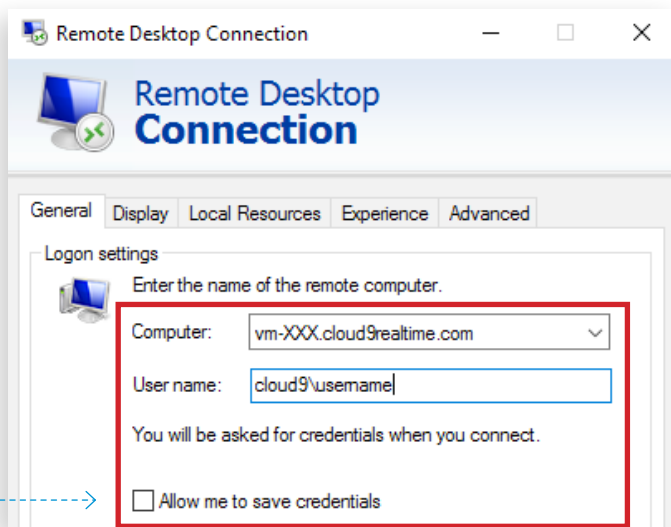 Remote Desktop Connection
Remote Desktop
Connection
General Display Local Resources Experience Advanced
Logon settings
Enter the name of the remote computer.
Computer: vm-XXX.cloud9realtime.com
User name: cloud9\username
You will be asked for credentials when you connect.
Allow me to save credentials